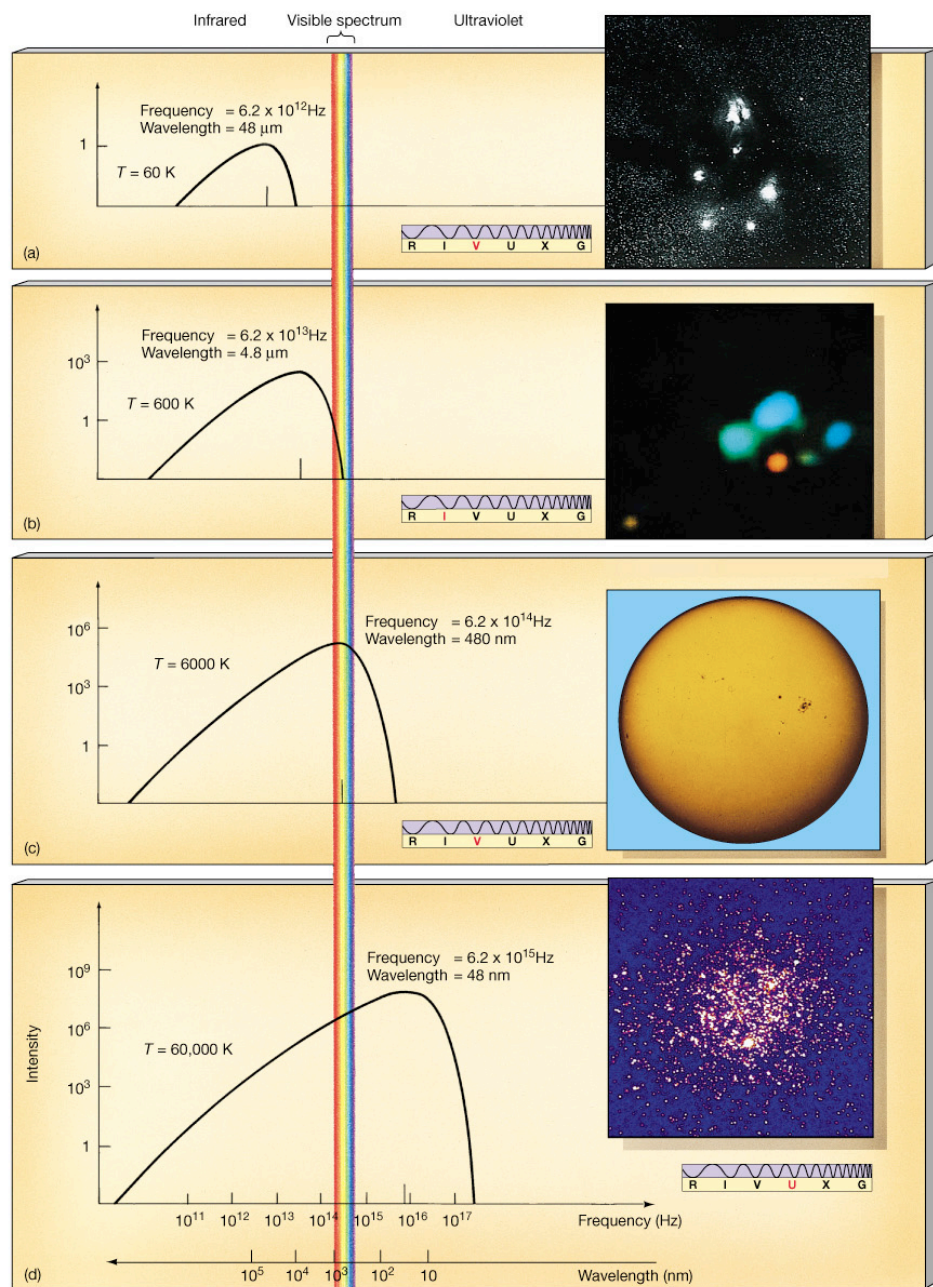 Infrared Visible spectrum Ultraviolet
Frequency = 6.2 x 10¹²Hz
Wavelength = 48 μm
1
T = 60 K
R I V U X G
(a)
Frequency = 6.2 x 10¹³Hz
Wavelength = 4.8 μm
10³
T = 600 K
1
R I V U X G
(b)
Frequency = 6.2 x 10¹⁴Hz
Wavelength = 480 nm
10⁶
T = 6000 K
10³
1
R I V U X G
(c)
Frequency = 6.2 x 10¹⁵Hz
Wavelength = 48 nm
10⁹
10⁶
T = 60,000 K
Intensity
10³
1
R I V U X G
10¹¹ 10¹² 10¹³ 10¹⁴ 10¹⁵ 10¹⁶ 10¹⁷ Frequency (Hz)
(d) 10⁵ 10⁴ 10³ 10² 10 Wavelength (nm)